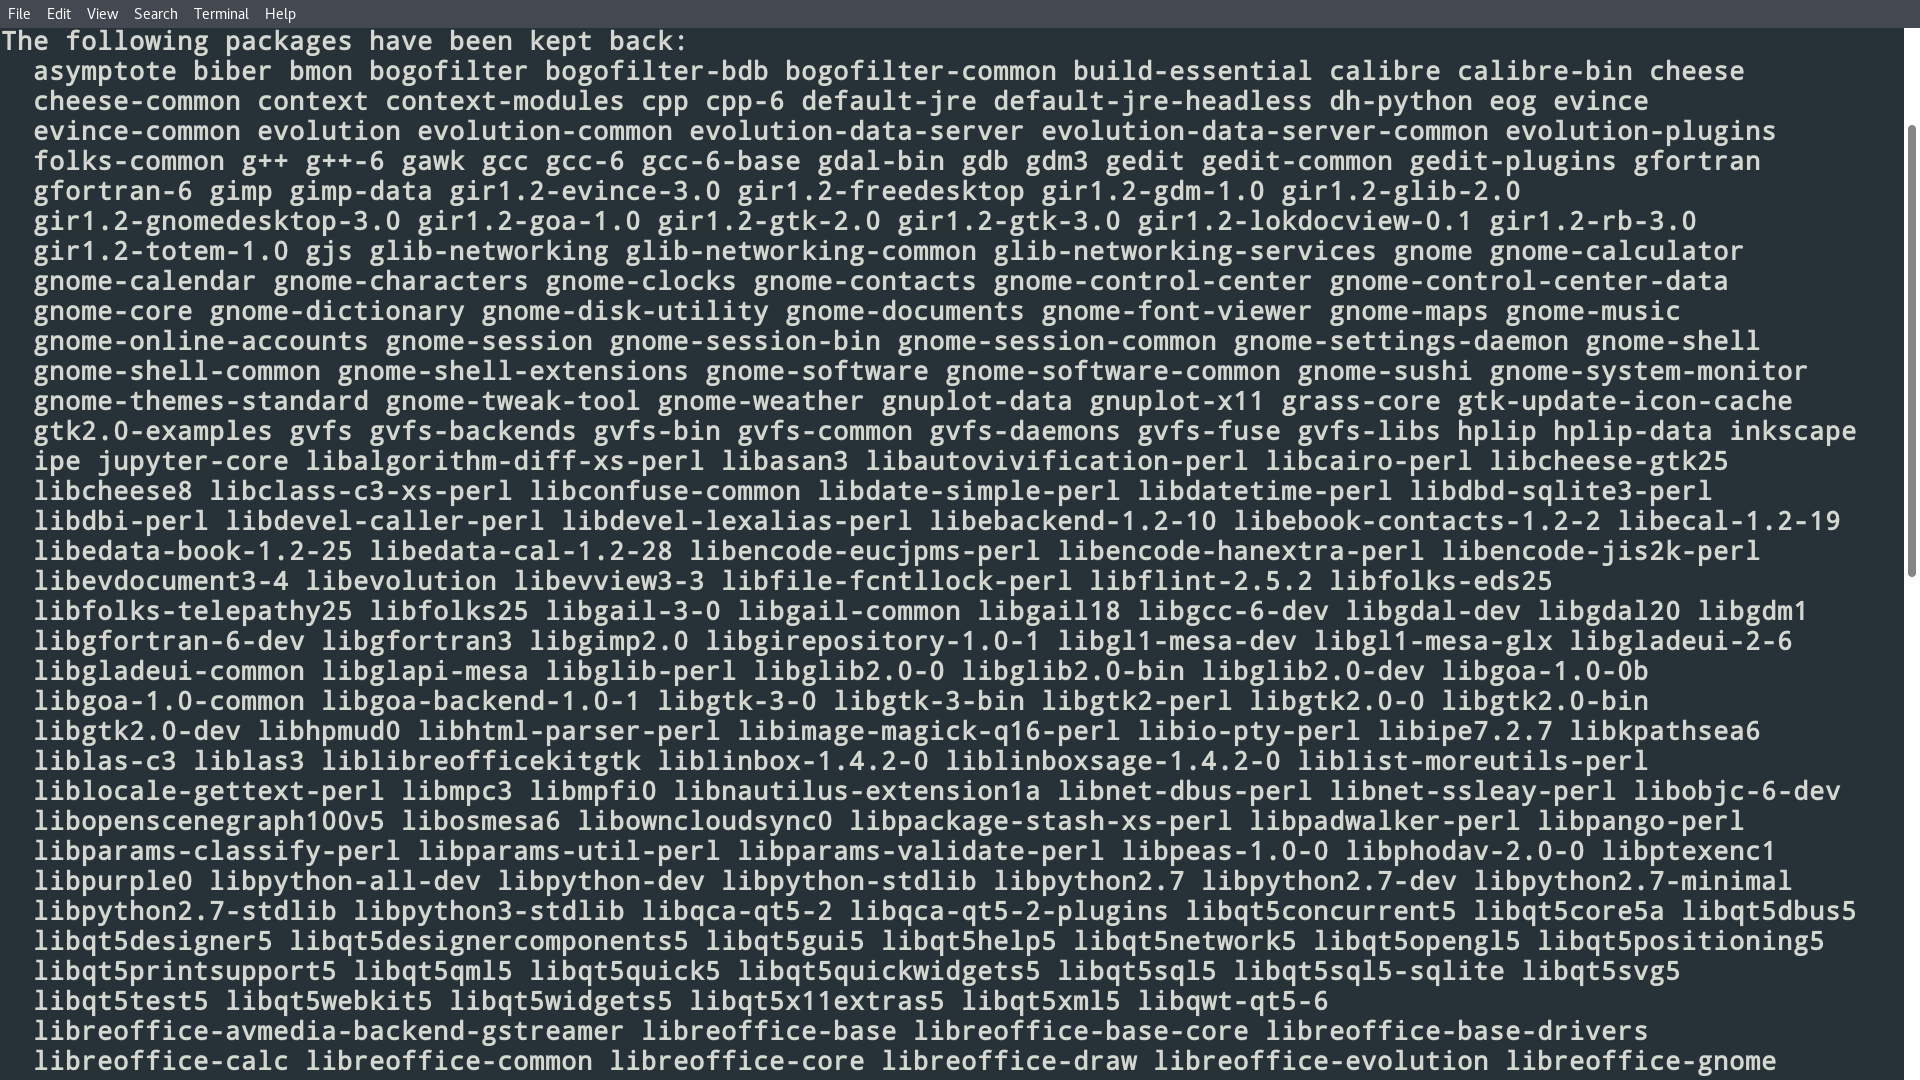 File Edit View Search Terminal Help
The following packages have been kept back:
asymptote biber bmon bogofilter bogofilter-bdb bogofilter-common build-essential calibre calibre-bin cheese
cheese-common context context-modules cpp cpp-6 default-jre default-jre-headless dh-python eog evince
evince-common evolution evolution-common evolution-data-server evolution-data-server-common evolution-plugins
folks-common g++ g++-6 gawk gcc gcc-6 gcc-6-base gdal-bin gdb gdm3 gedit gedit-common gedit-plugins gfortran
gfortran-6 gimp gimp-data gir1.2-evince-3.0 gir1.2-freedesktop gir1.2-gdm-1.0 gir1.2-glib-2.0
gir1.2-gnomedesktop-3.0 gir1.2-goa-1.0 gir1.2-gtk-2.0 gir1.2-gtk-3.0 gir1.2-lokdocview-0.1 gir1.2-rb-3.0
gir1.2-totem-1.0 gjs glib-networking glib-networking-common glib-networking-services gnome gnome-calculator
gnome-calendar gnome-characters gnome-clocks gnome-contacts gnome-control-center gnome-control-center-data
gnome-core gnome-dictionary gnome-disk-utility gnome-documents gnome-font-viewer gnome-maps gnome-music
gnome-online-accounts gnome-session gnome-session-bin gnome-session-common gnome-settings-daemon gnome-shell
gnome-shell-common gnome-shell-extensions gnome-software gnome-software-common gnome-sushi gnome-system-monitor
gnome-themes-standard gnome-tweak-tool gnome-weather gnuplot-data gnuplot-x11 grass-core gtk-update-icon-cache
gtk2.0-examples gvfs gvfs-backends gvfs-bin gvfs-common gvfs-daemons gvfs-fuse gvfs-libs hplip hplip-data inkscape
ipe jupyter-core libalgorithm-diff-xs-perl libasan3 libautovivification-perl libcairo-perl libcheese-gtk25
libcheese8 libclass-c3-xs-perl libconfuse-common libdate-simple-perl libdatetime-perl libdbd-sqlite3-perl
libdbi-perl libdevel-caller-perl libdevel-lexalias-perl libebackend-1.2-10 libebook-contacts-1.2-2 libecal-1.2-19
libedata-book-1.2-25 libedata-cal-1.2-28 libencode-eucjpms-perl libencode-hanextra-perl libencode-jis2k-perl
libevdocument3-4 libevolution libevview3-3 libfile-fcntllock-perl libflint-2.5.2 libfolks-eds25
libfolks-telepathy25 libfolks25 libgail-3-0 libgail-common libgail18 libgcc-6-dev libgdal-dev libgdal20 libgdm1
libgfortran-6-dev libgfortran3 libgimp2.0 libgirepository-1.0-1 libgl1-mesa-dev libgl1-mesa-glx libgladeui-2-6
libgladeui-common libglapi-mesa libglib-perl libglib2.0-0 libglib2.0-bin libglib2.0-dev libgoa-1.0-0b
libgoa-1.0-common libgoa-backend-1.0-1 libgtk-3-0 libgtk-3-bin libgtk2-perl libgtk2.0-0 libgtk2.0-bin
libgtk2.0-dev libhpmud0 libhtml-parser-perl libimage-magick-q16-perl libio-pty-perl libipe7.2.7 libkpathsea6
liblas-c3 liblas3 liblibreofficekitgtk liblinbox-1.4.2-0 liblinboxsage-1.4.2-0 liblist-moreutils-perl
liblocale-gettext-perl libmpc3 libmpfi0 libnautilus-extension1a libnet-dbus-perl libnet-ssleay-perl libobjc-6-dev
libopenscenegraph100v5 libosmesa6 libowncloudsync0 libpackage-stash-xs-perl libpadwalker-perl libpango-perl
libparams-classify-perl libparams-util-perl libparams-validate-perl libpeas-1.0-0 libphodav-2.0-0 libptexenc1
libpurple0 libpython-all-dev libpython-dev libpython-stdlib libpython2.7 libpython2.7-dev libpython2.7-minimal
libpython2.7-stdlib libpython3-stdlib libqca-qt5-2 libqca-qt5-2-plugins libqt5concurrent5 libqt5core5a libqt5dbus5
libqt5designer5 libqt5designercomponents5 libqt5gui5 libqt5help5 libqt5network5 libqt5opengl5 libqt5positioning5
libqt5printsupport5 libqt5qml5 libqt5quick5 libqt5quickwidgets5 libqt5sql5 libqt5sql5-sqlite libqt5svg5
libqt5test5 libqt5webkit5 libqt5widgets5 libqt5x11extras5 libqt5xml5 libqwt-qt5-6
libreoffice-avmedia-backend-gstreamer libreoffice-base libreoffice-base-core libreoffice-base-drivers
libreoffice-calc libreoffice-common libreoffice-core libreoffice-draw libreoffice-evolution libreoffice-gnome